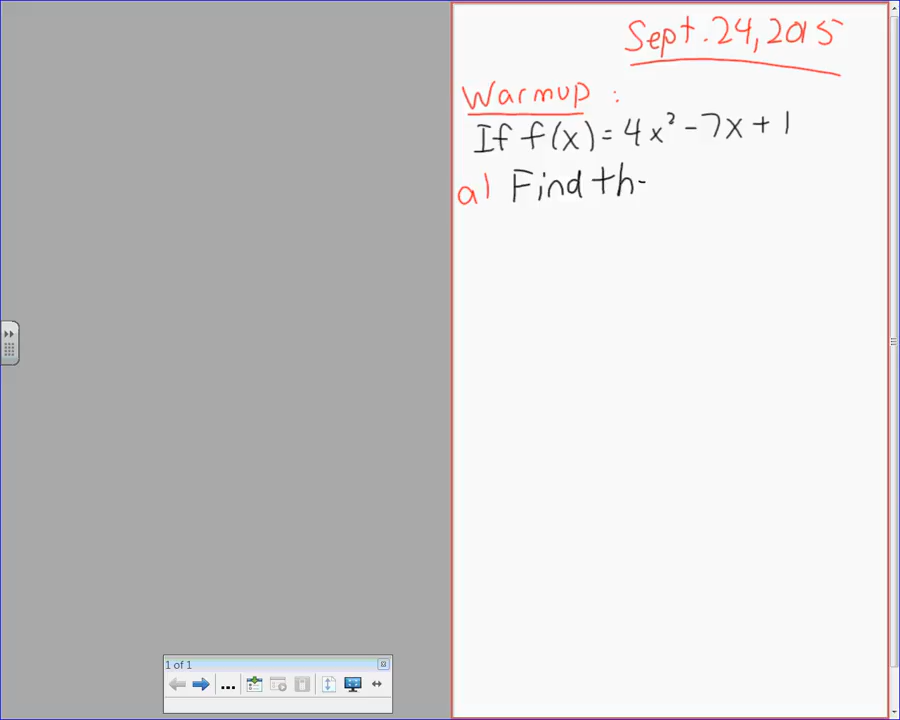 Sept. 24, 2015
Warmup :
If f(x) = 4x² - 7x + 1
a) Find th-
1 of 1
...